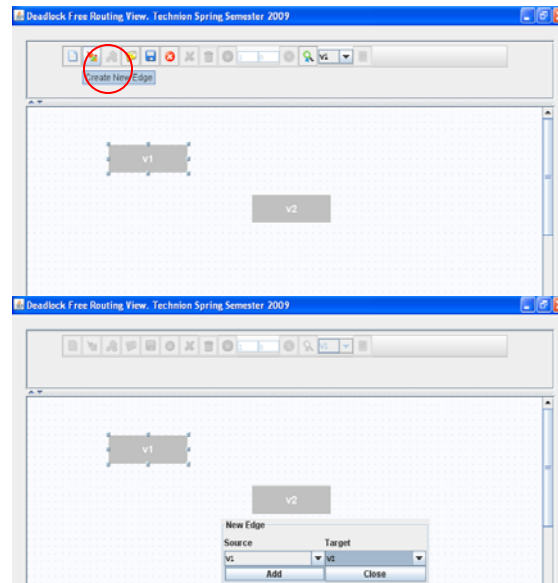 Deadlock Free Routing View. Technion Spring Semester 2009
V1
Create New Edge
V1
V2
Deadlock Free Routing View. Technion Spring Semester 2009
V1
V1
V2
New Edge
Source Target
V1 V1
Add Close